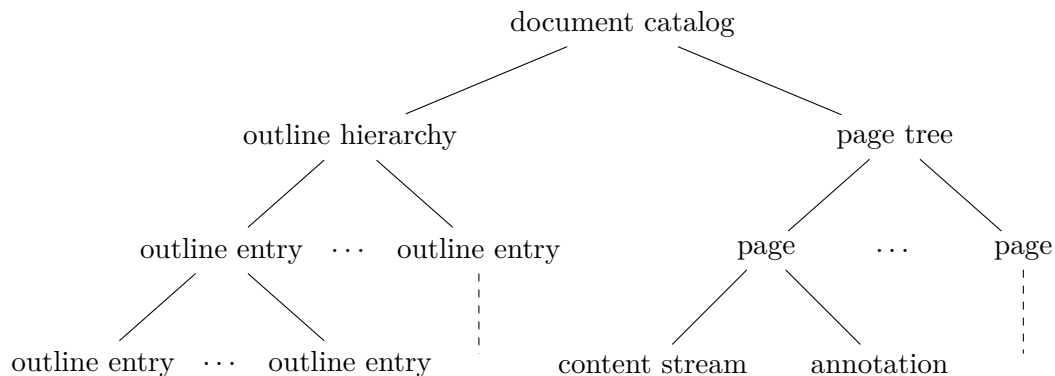 document catalog
outline hierarchy page tree
outline entry ··· outline entry page ··· page
outline entry ··· outline entry content stream annotation